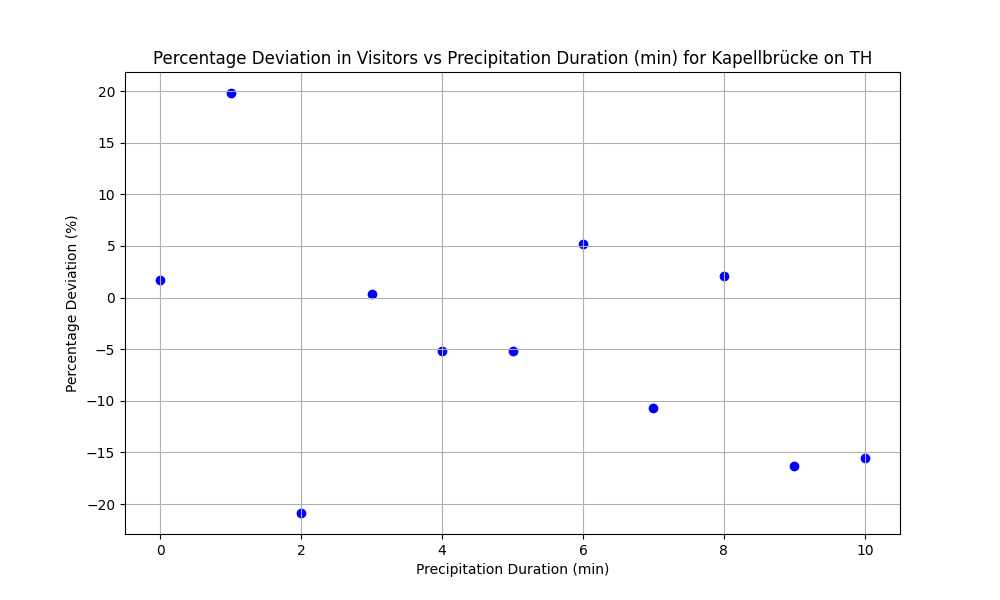 Percentage Deviation in Visitors vs Precipitation Duration (min) for Kapellbrücke on TH
Percentage Deviation (%)
20
15
10
5
0
−5
−10
−15
−20
0 2 4 6 8 10
Precipitation Duration (min)